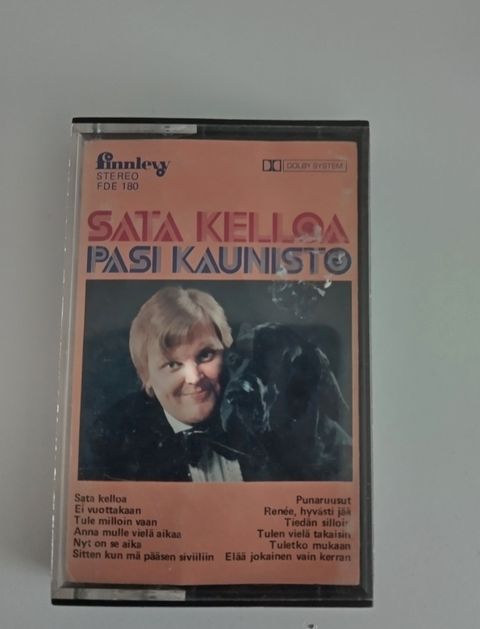 finnlevy
STEREO
FDE 180
DOLBY SYSTEM
SATA KELLOA
PASI KAUNISTO
Sata kelloa
Ei vuottakaan
Tule milloin vaan
Anna mulle vielä aikaa
Nyt on se aika
Sitten kun mä pääsen siviiliin
Punaruusut
Renée, hyvästi jää
Tiedän silloin
Tulen vielä takaisin
Tuletko mukaan
Elää jokainen vain kerran